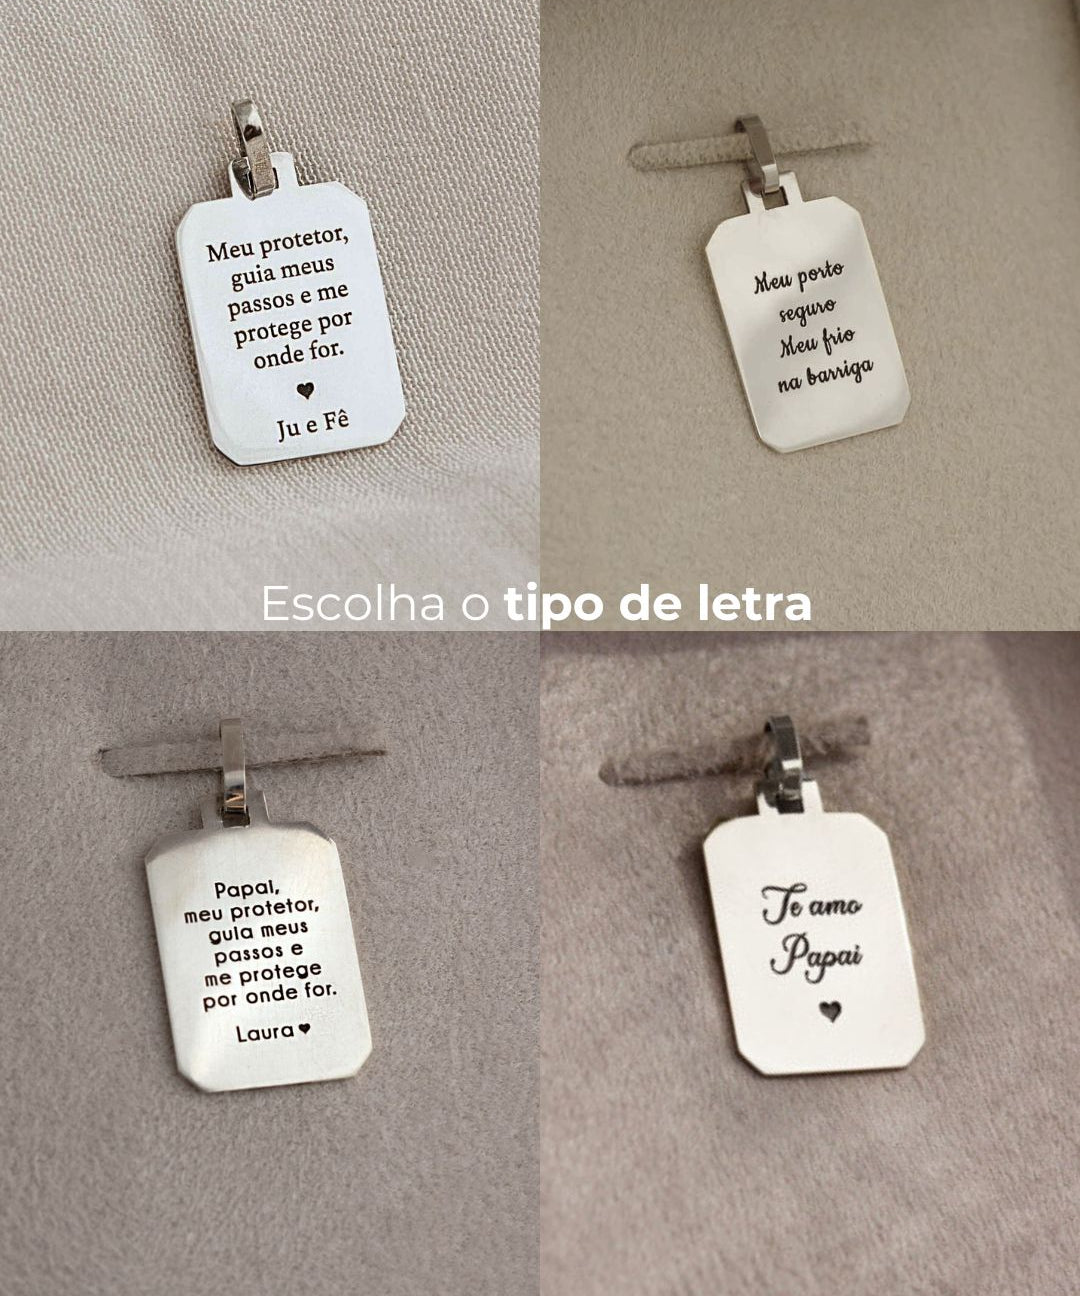 Meu protetor,
guia meus
passos e me
protege por
onde for.
♥
Ju e Fê
Meu porto
seguro
Meu frio
na barriga
Escolha o tipo de letra
Papai,
meu protetor,
guia meus
passos e
me protege
por onde for.
Laura ♥
Te amo
Papai
♥